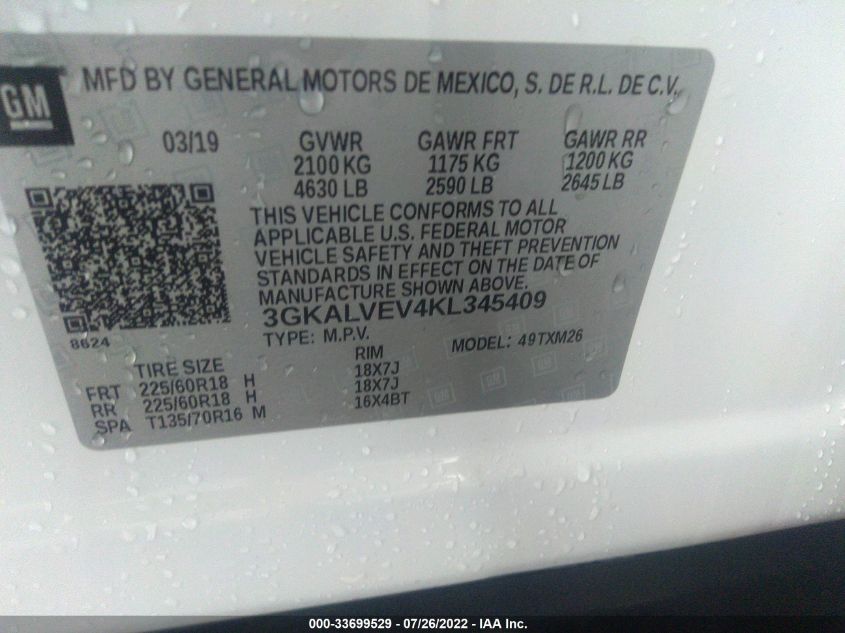 GM
MFD BY GENERAL MOTORS DE MEXICO, S. DE R.L. DE C.V.
03/19 GVWR GAWR FRT GAWR RR
2100 KG 1175 KG 1200 KG
4630 LB 2590 LB 2645 LB
THIS VEHICLE CONFORMS TO ALL
APPLICABLE U.S. FEDERAL MOTOR
VEHICLE SAFETY AND THEFT PREVENTION
STANDARDS IN EFFECT ON THE DATE OF
MANUFACTURE SHOWN ABOVE.
3GKALVEV4KL345409
8624
TYPE: M.P.V. MODEL: 49TXM26
TIRE SIZE RIM
FRT 225/60R18 H 18X7J
RR 225/60R18 H 18X7J
SPA T135/70R16 M 16X4BT
000-33699529 - 07/26/2022 - IAA Inc.